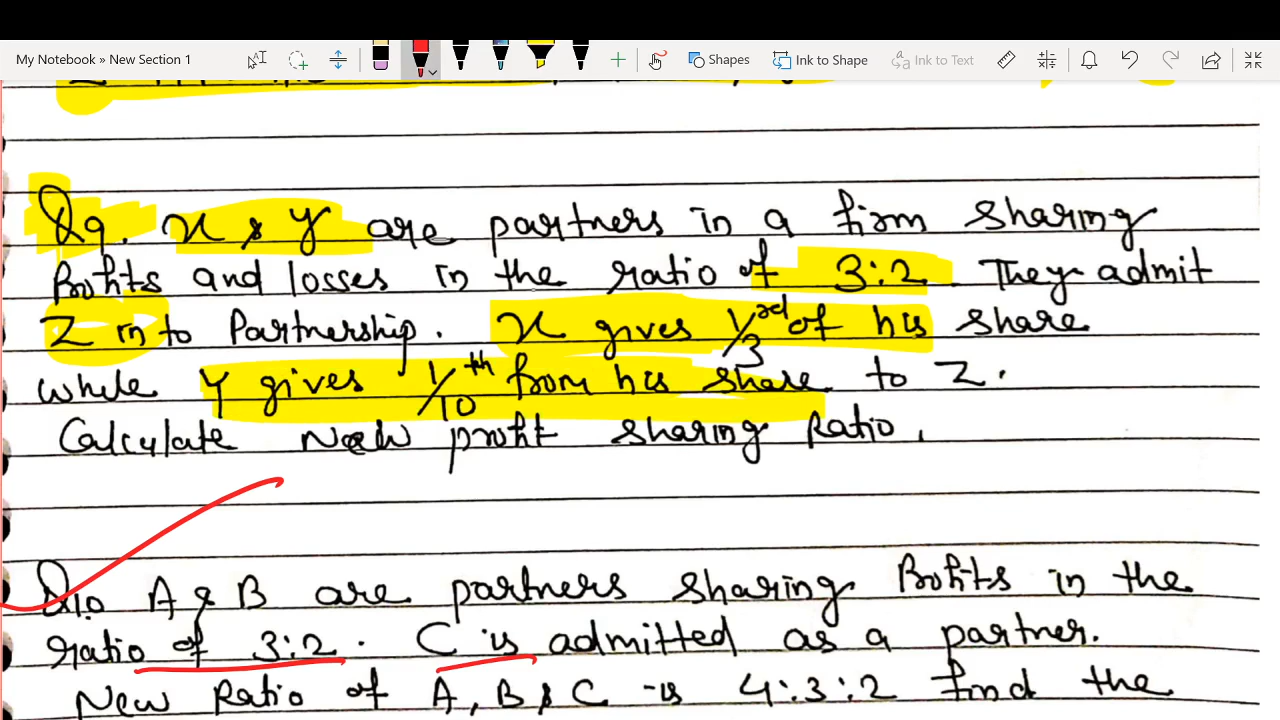 My Notebook » New Section 1
Shapes
Ink to Shape
Ink to Text
Q9. X & Y are partners in a firm sharing
Profits and losses in the ratio of 3:2. They admit
Z in to Partnership. X gives 1/3rd of his share
while Y gives 1/10th from his share to Z.
Calculate New profit sharing Ratio.
Q10 A & B are partners sharing Profits in the
ratio of 3:2. C is admitted as a partner.
New Ratio of A, B & C is 4:3:2 find the